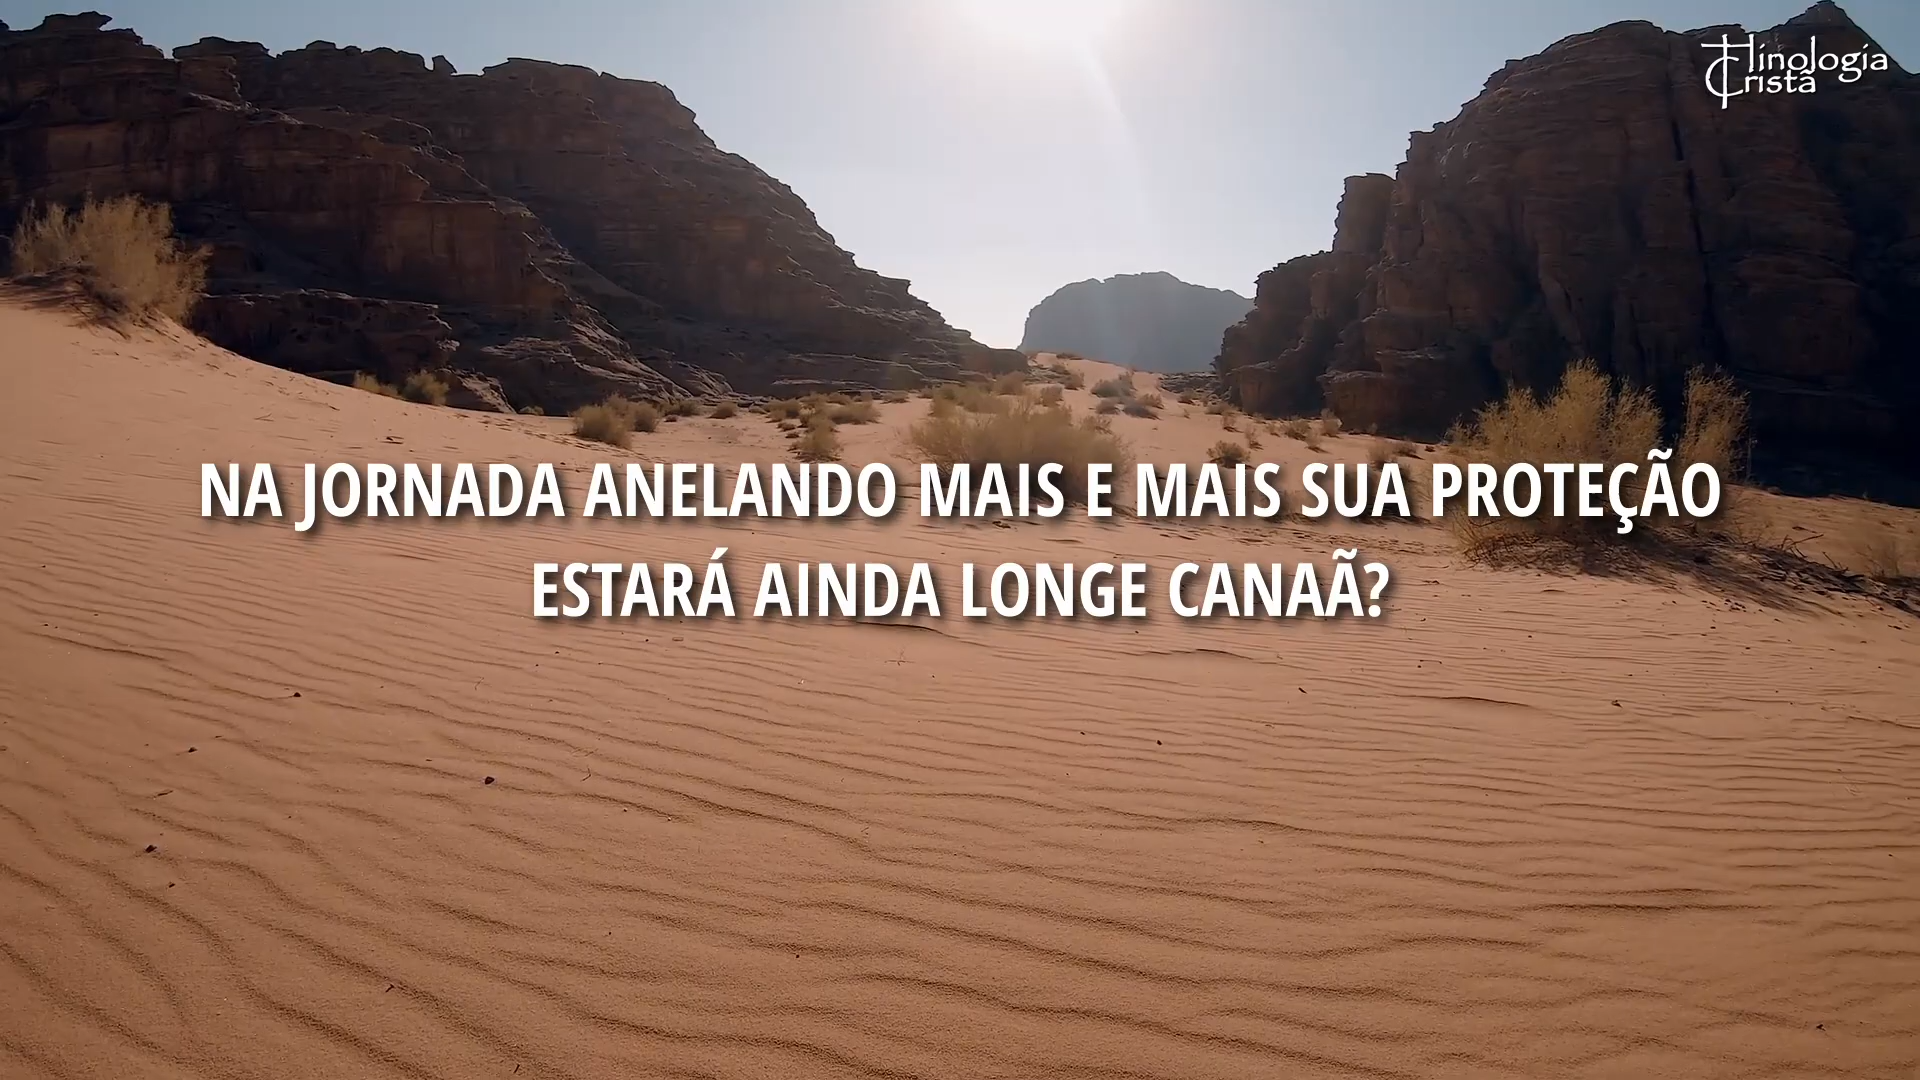 Hinologia
Cristã
NA JORNADA ANELANDO MAIS E MAIS SUA PROTEÇÃO
ESTARÁ AINDA LONGE CANAÃ?